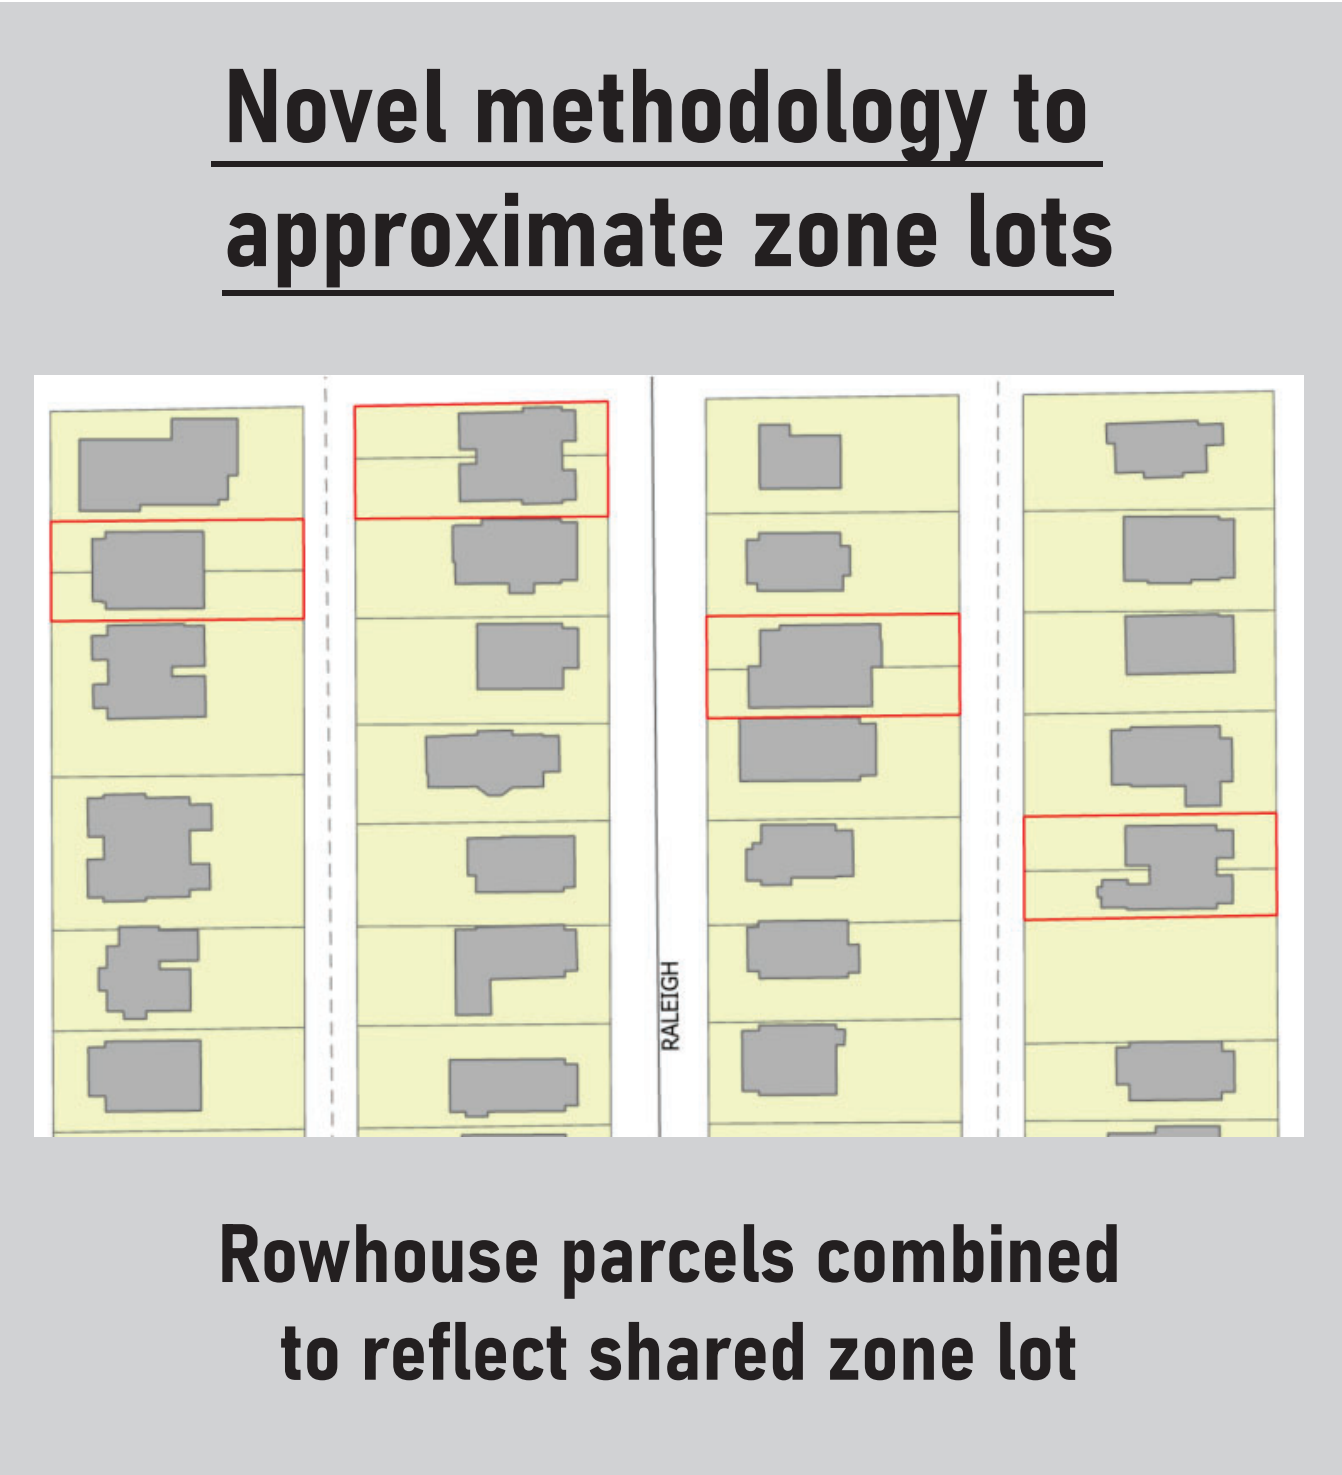 Novel methodology to
approximate zone lots
RALEIGH
Rowhouse parcels combined
to reflect shared zone lot